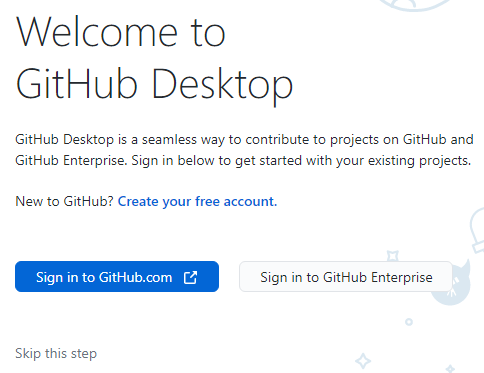 Welcome to
GitHub Desktop
GitHub Desktop is a seamless way to contribute to projects on GitHub and
GitHub Enterprise. Sign in below to get started with your existing projects.
New to GitHub? Create your free account.
Sign in to GitHub.com
Sign in to GitHub Enterprise
Skip this step